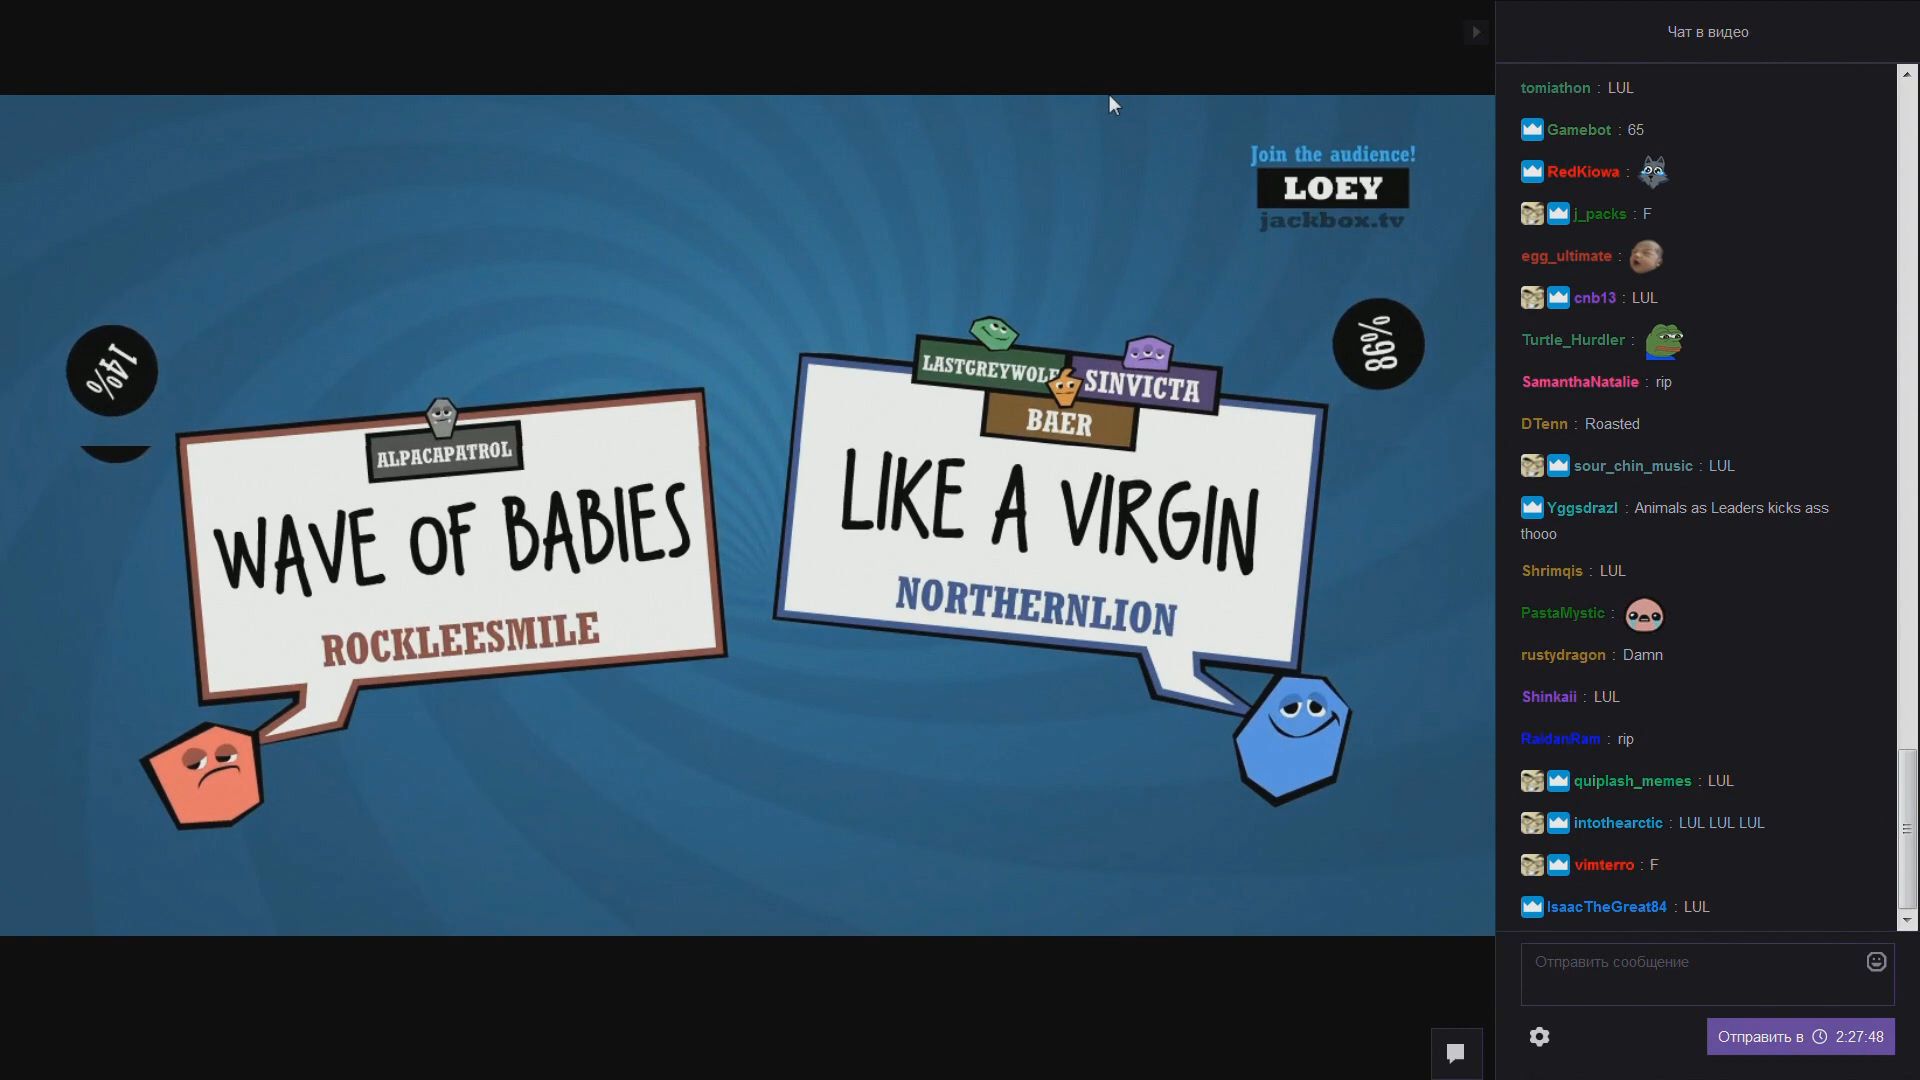 Join the audience!
LOEY
jackbox.tv
14%
86%
ALPACAPATROL
WAVE OF BABIES
ROCKLEESMILE
LASTGREYWOLF
SINVICTA
BAER
LIKE A VIRGIN
NORTHERNLION
Чат в видео
tomiathon : LUL
Gamebot : 65
RedKiowa :
j_packs : F
egg_ultimate :
cnb13 : LUL
Turtle_Hurdler :
SamanthaNatalie : rip
DTenn : Roasted
sour_chin_music : LUL
Yggsdrazl : Animals as Leaders kicks ass
thooo
Shrimqis : LUL
PastaMystic :
rustydragon : Damn
Shinkaii : LUL
RaidanRam : rip
quiplash_memes : LUL
intothearctic : LUL LUL LUL
vimterro : F
IsaacTheGreat84 : LUL
Отправить сообщение
Отправить в 2:27:48